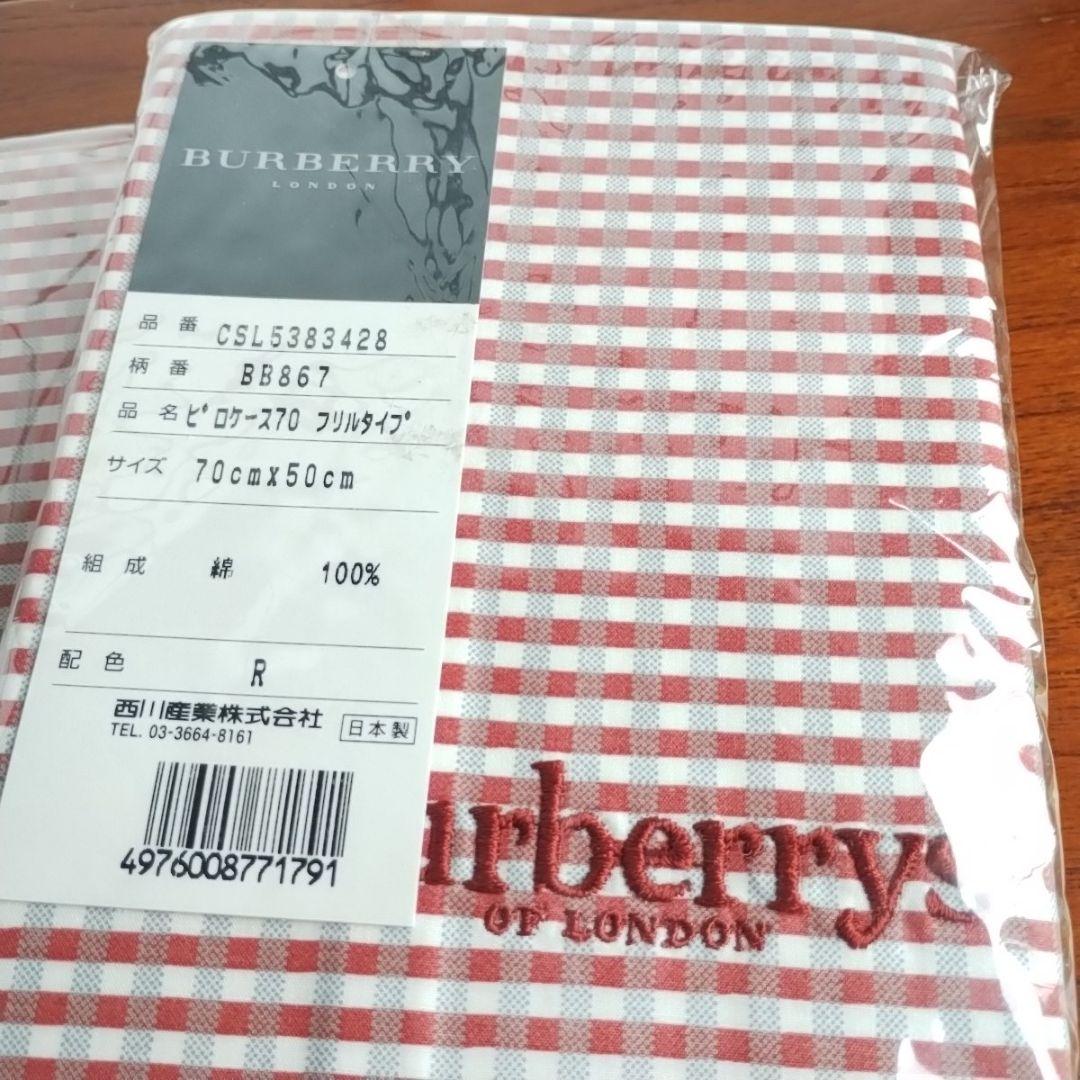 BURBERRY
LONDON
品番 CSL5383428
柄番 BB867
品名 ピロケース70 フリルタイプ
サイズ 70cmx50cm
組成 綿 100%
配色 R
西川産業株式会社
TEL. 03-3664-8161 日本製
4976008771791
urberrys
OF LONDON